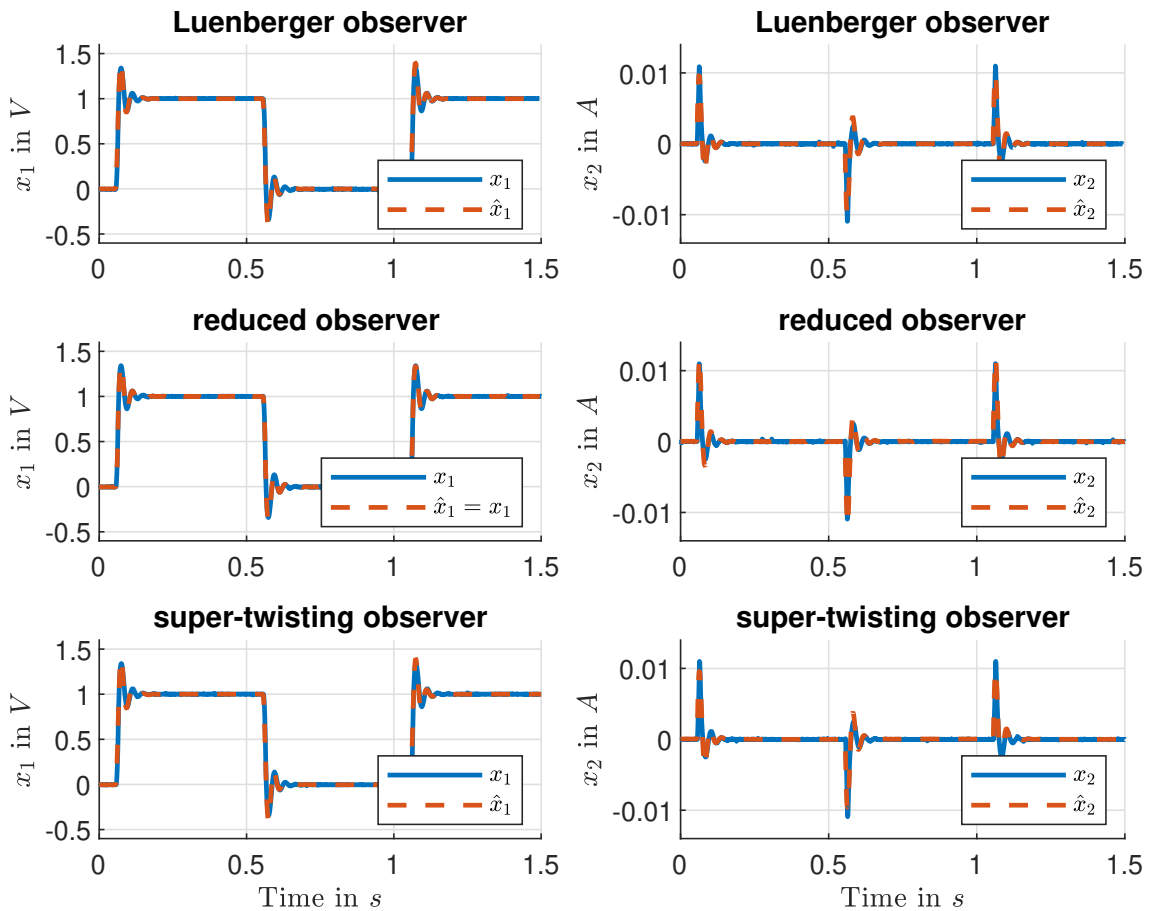 Luenberger observer
1.5
1
0.5
0
-0.5
x₁ in V
x₁
x̂₁
0 0.5 1 1.5
Luenberger observer
0.01
0
-0.01
x₂ in A
x₂
x̂₂
0 0.5 1 1.5
reduced observer
1.5
1
0.5
0
-0.5
x₁ in V
x₁
x̂₁ = x₁
0 0.5 1 1.5
reduced observer
0.01
0
-0.01
x₂ in A
x₂
x̂₂
0 0.5 1 1.5
super-twisting observer
1.5
1
0.5
0
-0.5
x₁ in V
x₁
x̂₁
0 0.5 1 1.5
Time in s
super-twisting observer
0.01
0
-0.01
x₂ in A
x₂
x̂₂
0 0.5 1 1.5
Time in s